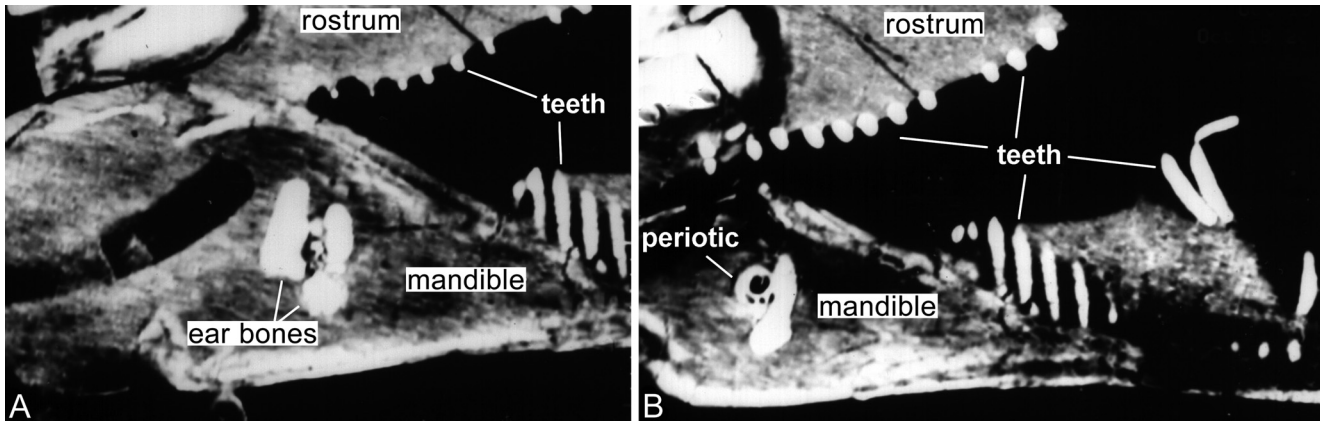 rostrum
teeth
mandible
ear bones
A
rostrum
teeth
periotic
mandible
B